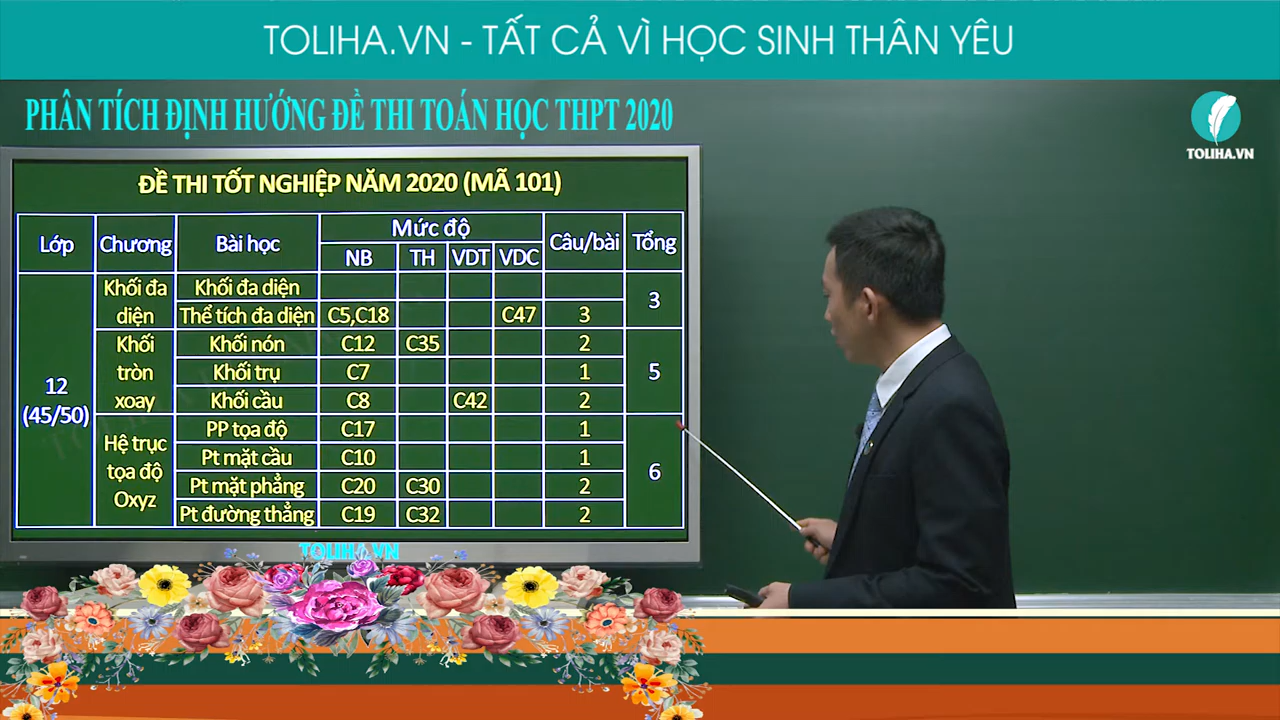 TOLIHA.VN - TẤT CẢ VÌ HỌC SINH THÂN YÊU
PHÂN TÍCH ĐỊNH HƯỚNG ĐỀ THI TOÁN HỌC THPT 2020
TOLIHA.VN
ĐỀ THI TỐT NGHIỆP NĂM 2020 (MÃ 101)
Lớp Chương Bài học Mức độ Câu/bài Tổng
NB TH VDT VDC
12 (45/50) Khối đa diện Khối đa diện 3
Thể tích đa diện C5,C18 C47 3
Khối tròn xoay Khối nón C12 C35 2 5
Khối trụ C7 1
Khối cầu C8 C42 2
Hệ trục tọa độ Oxyz PP tọa độ C17 1 6
Pt mặt cầu C10 1
Pt mặt phẳng C20 C30 2
Pt đường thẳng C19 C32 2
TOLIHA.VN